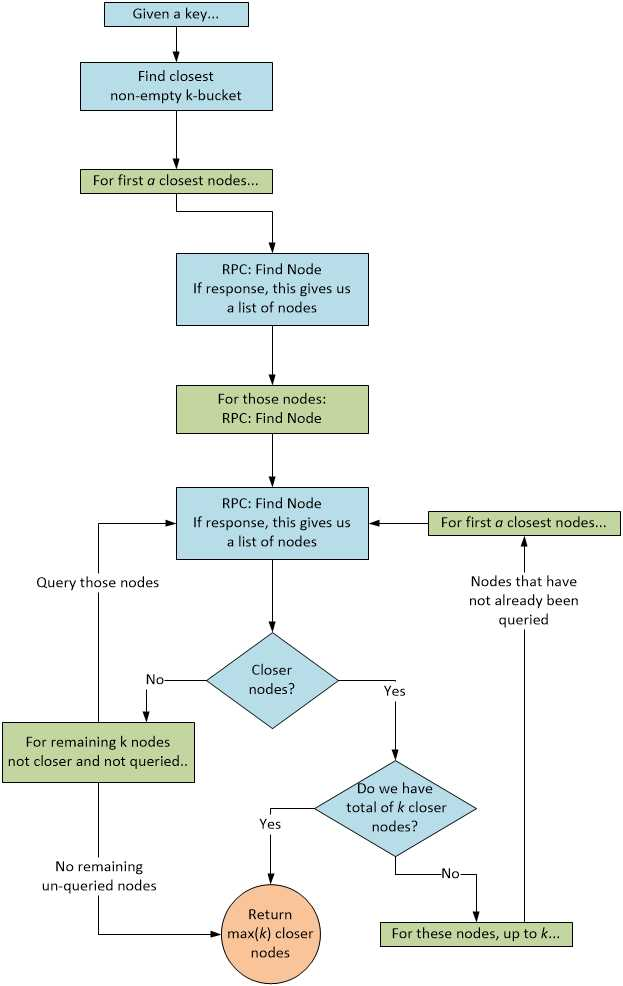 Given a key...
Find closest
non-empty k-bucket
For first a closest nodes...
RPC: Find Node
If response, this gives us
a list of nodes
For those nodes:
RPC: Find Node
RPC: Find Node
If response, this gives us
a list of nodes
For first a closest nodes...
Query those nodes
Nodes that have
not already been
queried
Closer
nodes?
No
Yes
For remaining k nodes
not closer and not queried..
Do we have
total of k closer
nodes?
Yes
No
No remaining
un-queried nodes
Return
max(k) closer
nodes
For these nodes, up to k...